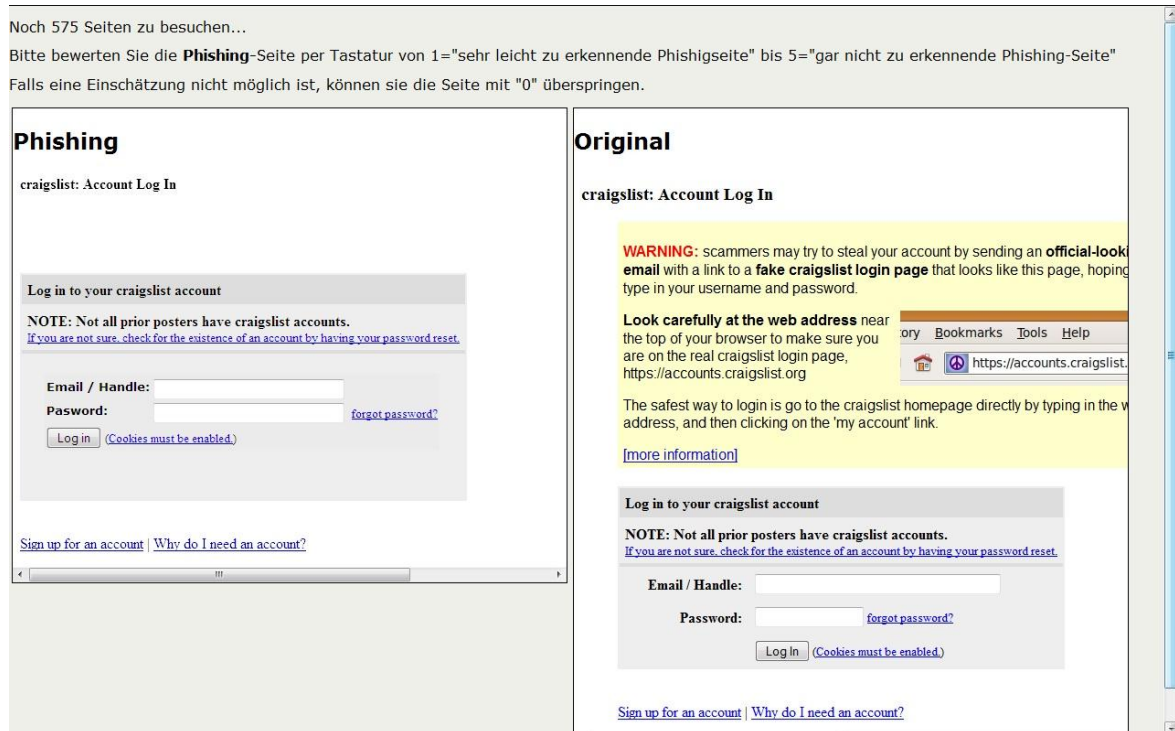 Noch 575 Seiten zu besuchen...
Bitte bewerten Sie die Phishing-Seite per Tastatur von 1="sehr leicht zu erkennende Phishigseite" bis 5="gar nicht zu erkennende Phishing-Seite"
Falls eine Einschätzung nicht möglich ist, können sie die Seite mit "0" überspringen.
Phishing
craigslist: Account Log In
Log in to your craigslist account
NOTE: Not all prior posters have craigslist accounts.
If you are not sure, check for the existence of an account by having your password reset.
Email / Handle:
Pasword:
forgot password?
Log in (Cookies must be enabled.)
Sign up for an account | Why do I need an account?
Original
craigslist: Account Log In
WARNING: scammers may try to steal your account by sending an official-looki
email with a link to a fake craigslist login page that looks like this page, hoping
type in your username and password.
Look carefully at the web address near
the top of your browser to make sure you
are on the real craigslist login page,
https://accounts.craigslist.org
ory Bookmarks Tools Help
https://accounts.craigslist.
The safest way to login is go to the craigslist homepage directly by typing in the w
address, and then clicking on the 'my account' link.
[more information]
Log in to your craigslist account
NOTE: Not all prior posters have craigslist accounts.
If you are not sure, check for the existence of an account by having your password reset.
Email / Handle:
Password:
forgot password?
Log In (Cookies must be enabled.)
Sign up for an account | Why do I need an account?